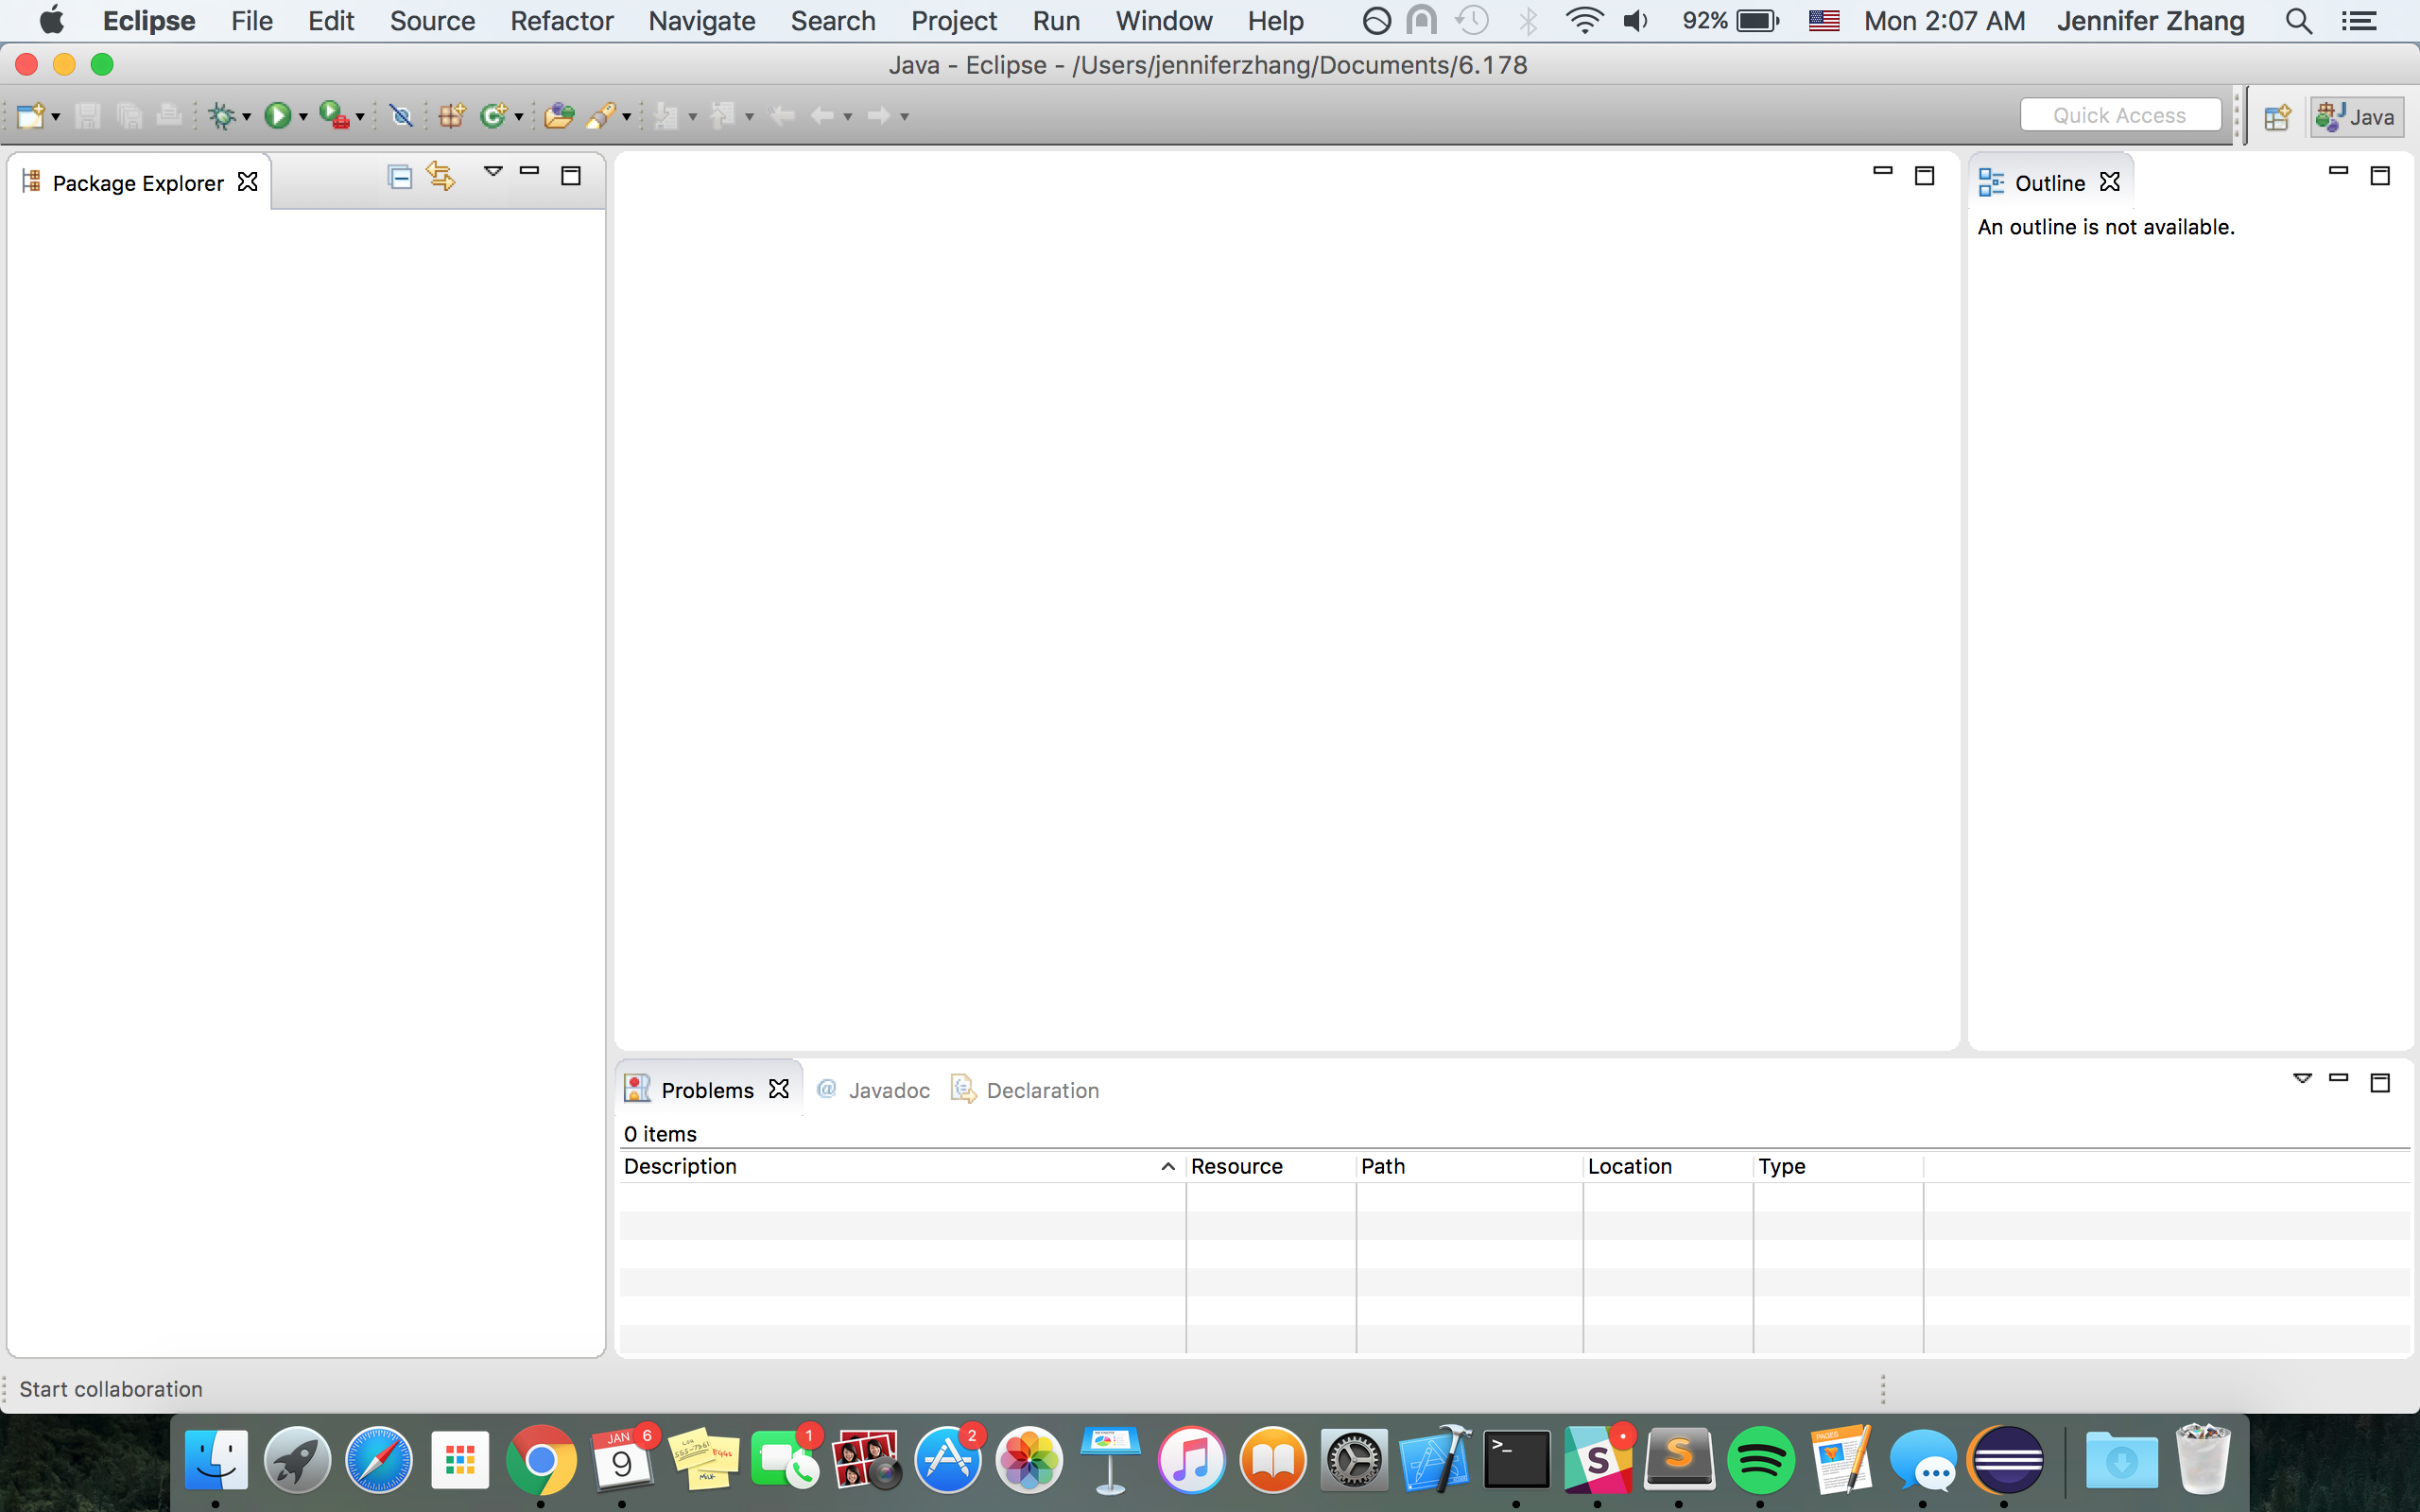 Eclipse File Edit Source Refactor Navigate Search Project Run Window Help 92% Mon 2:07 AM Jennifer Zhang
Java - Eclipse - /Users/jenniferzhang/Documents/6.178
Quick Access
Java
Package Explorer
Outline
An outline is not available.
Problems @ Javadoc Declaration
0 items
Description Resource Path Location Type
Start collaboration
JAN 9 6
1
2
PAGES